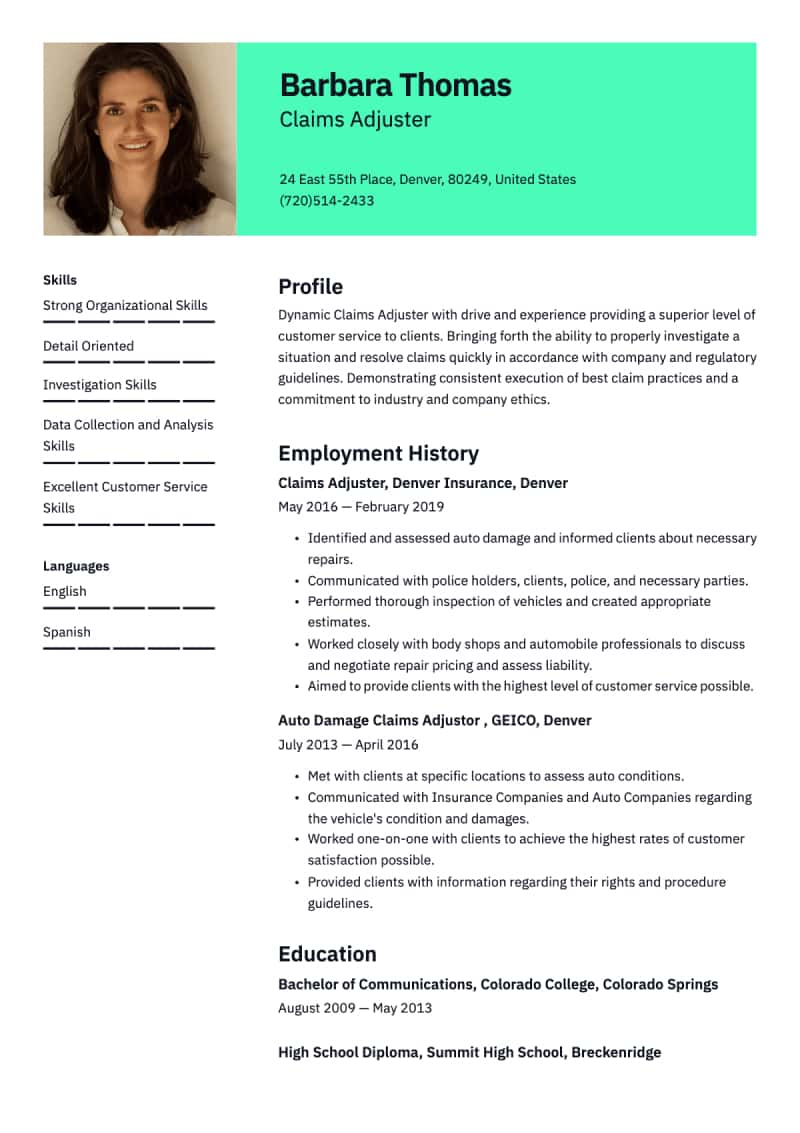 Barbara Thomas
Claims Adjuster
24 East 55th Place, Denver, 80249, United States
(720)514-2433
Skills
Strong Organizational Skills
Detail Oriented
Investigation Skills
Data Collection and Analysis
Skills
Excellent Customer Service
Skills
Languages
English
Spanish
Profile
Dynamic Claims Adjuster with drive and experience providing a superior level of
customer service to clients. Bringing forth the ability to properly investigate a
situation and resolve claims quickly in accordance with company and regulatory
guidelines. Demonstrating consistent execution of best claim practices and a
commitment to industry and company ethics.
Employment History
Claims Adjuster, Denver Insurance, Denver
May 2016 — February 2019
• Identified and assessed auto damage and informed clients about necessary
repairs.
• Communicated with police holders, clients, police, and necessary parties.
• Performed thorough inspection of vehicles and created appropriate
estimates.
• Worked closely with body shops and automobile professionals to discuss
and negotiate repair pricing and assess liability.
• Aimed to provide clients with the highest level of customer service possible.
Auto Damage Claims Adjustor , GEICO, Denver
July 2013 — April 2016
• Met with clients at specific locations to assess auto conditions.
• Communicated with Insurance Companies and Auto Companies regarding
the vehicle's condition and damages.
• Worked one-on-one with clients to achieve the highest rates of customer
satisfaction possible.
• Provided clients with information regarding their rights and procedure
guidelines.
Education
Bachelor of Communications, Colorado College, Colorado Springs
August 2009 — May 2013
High School Diploma, Summit High School, Breckenridge